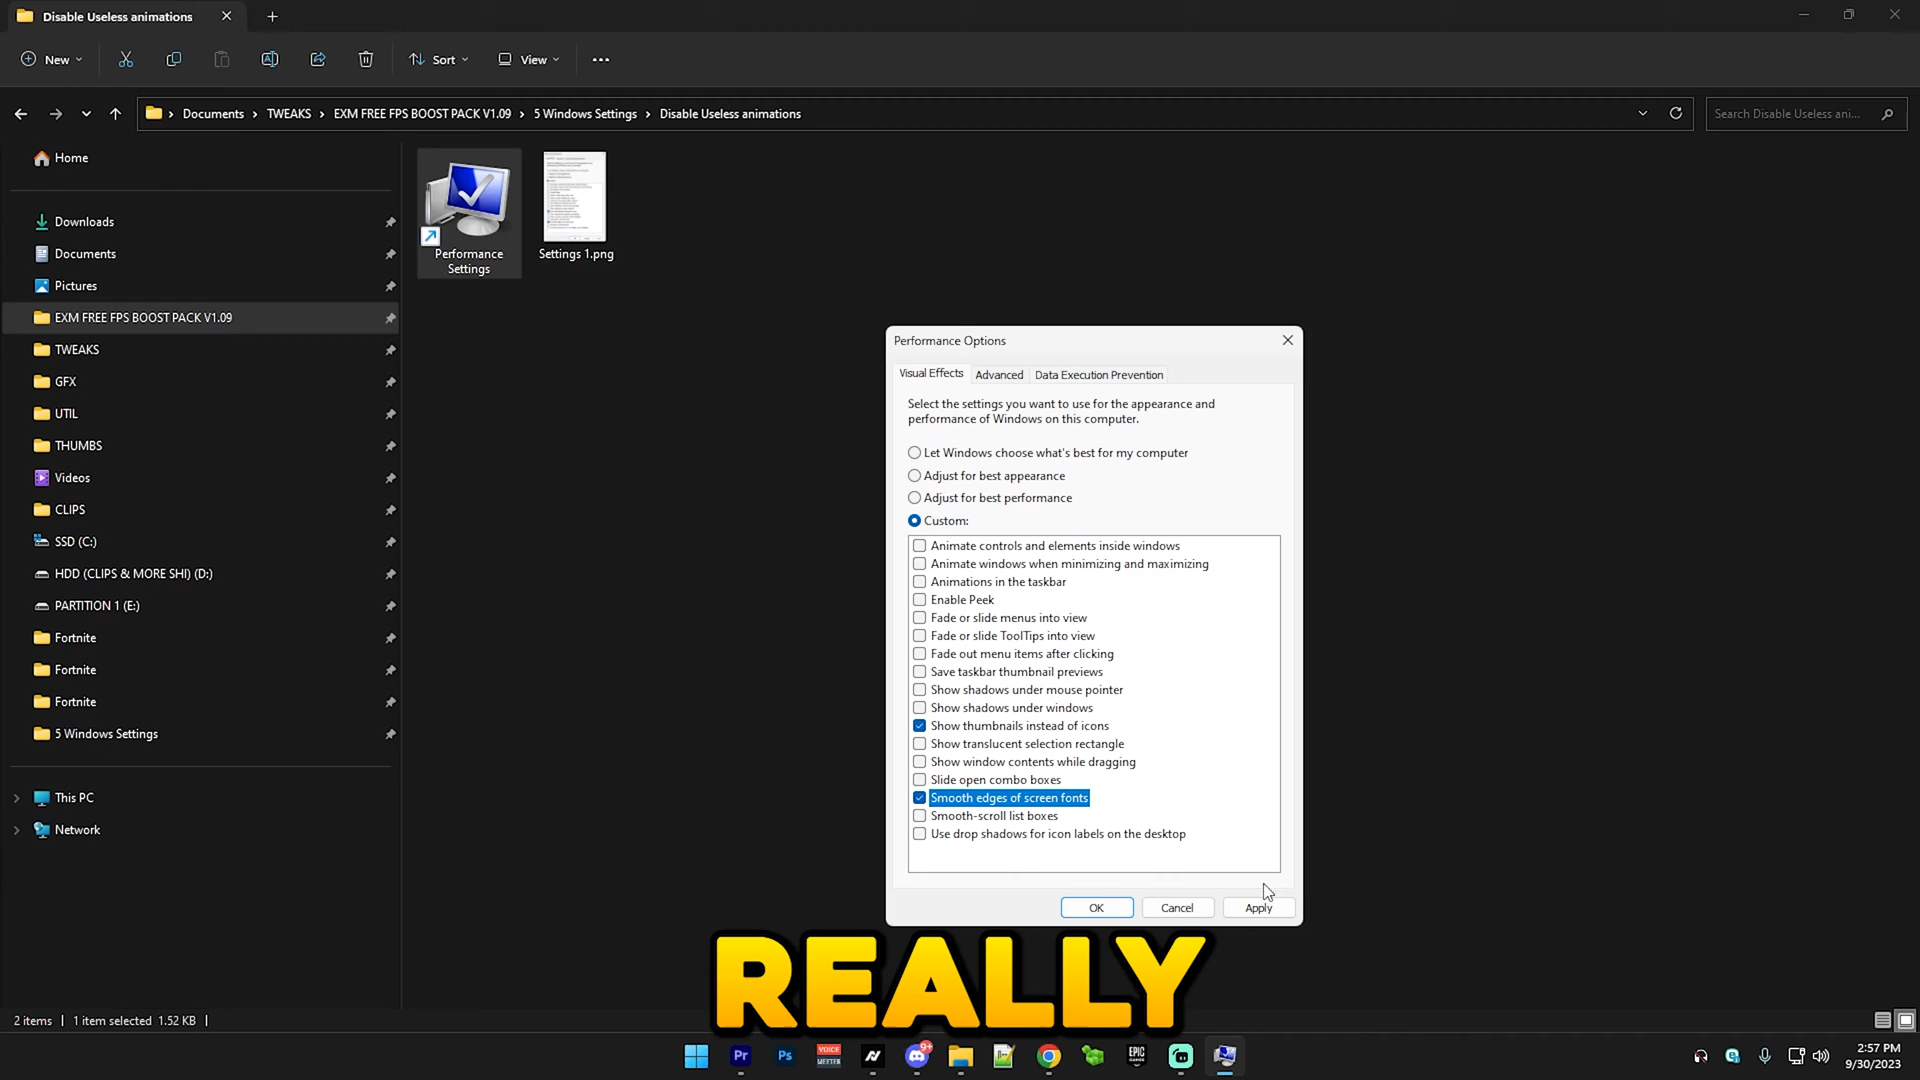 Disable Useless animations
New
Sort
View
Documents > TWEAKS > EXM FREE FPS BOOST PACK V1.09 > 5 Windows Settings > Disable Useless animations
Search Disable Useless ani...
Home
Downloads
Documents
Pictures
EXM FREE FPS BOOST PACK V1.09
TWEAKS
GFX
UTIL
THUMBS
Videos
CLIPS
SSD (C:)
HDD (CLIPS & MORE SHI) (D:)
PARTITION 1 (E:)
Fortnite
Fortnite
Fortnite
5 Windows Settings
This PC
Network
Performance
Settings
Settings 1.png
Performance Options
Visual Effects
Advanced
Data Execution Prevention
Select the settings you want to use for the appearance and
performance of Windows on this computer.
Let Windows choose what's best for my computer
Adjust for best appearance
Adjust for best performance
Custom:
Animate controls and elements inside windows
Animate windows when minimizing and maximizing
Animations in the taskbar
Enable Peek
Fade or slide menus into view
Fade or slide ToolTips into view
Fade out menu items after clicking
Save taskbar thumbnail previews
Show shadows under mouse pointer
Show shadows under windows
Show thumbnails instead of icons
Show translucent selection rectangle
Show window contents while dragging
Slide open combo boxes
Smooth edges of screen fonts
Smooth-scroll list boxes
Use drop shadows for icon labels on the desktop
OK
Cancel
Apply
REALLY
2 items
1 item selected 1.52 KB
Pr
Ps
VOICE
MEETER
9+
EPIC
GAMES
2:57 PM
9/30/2023